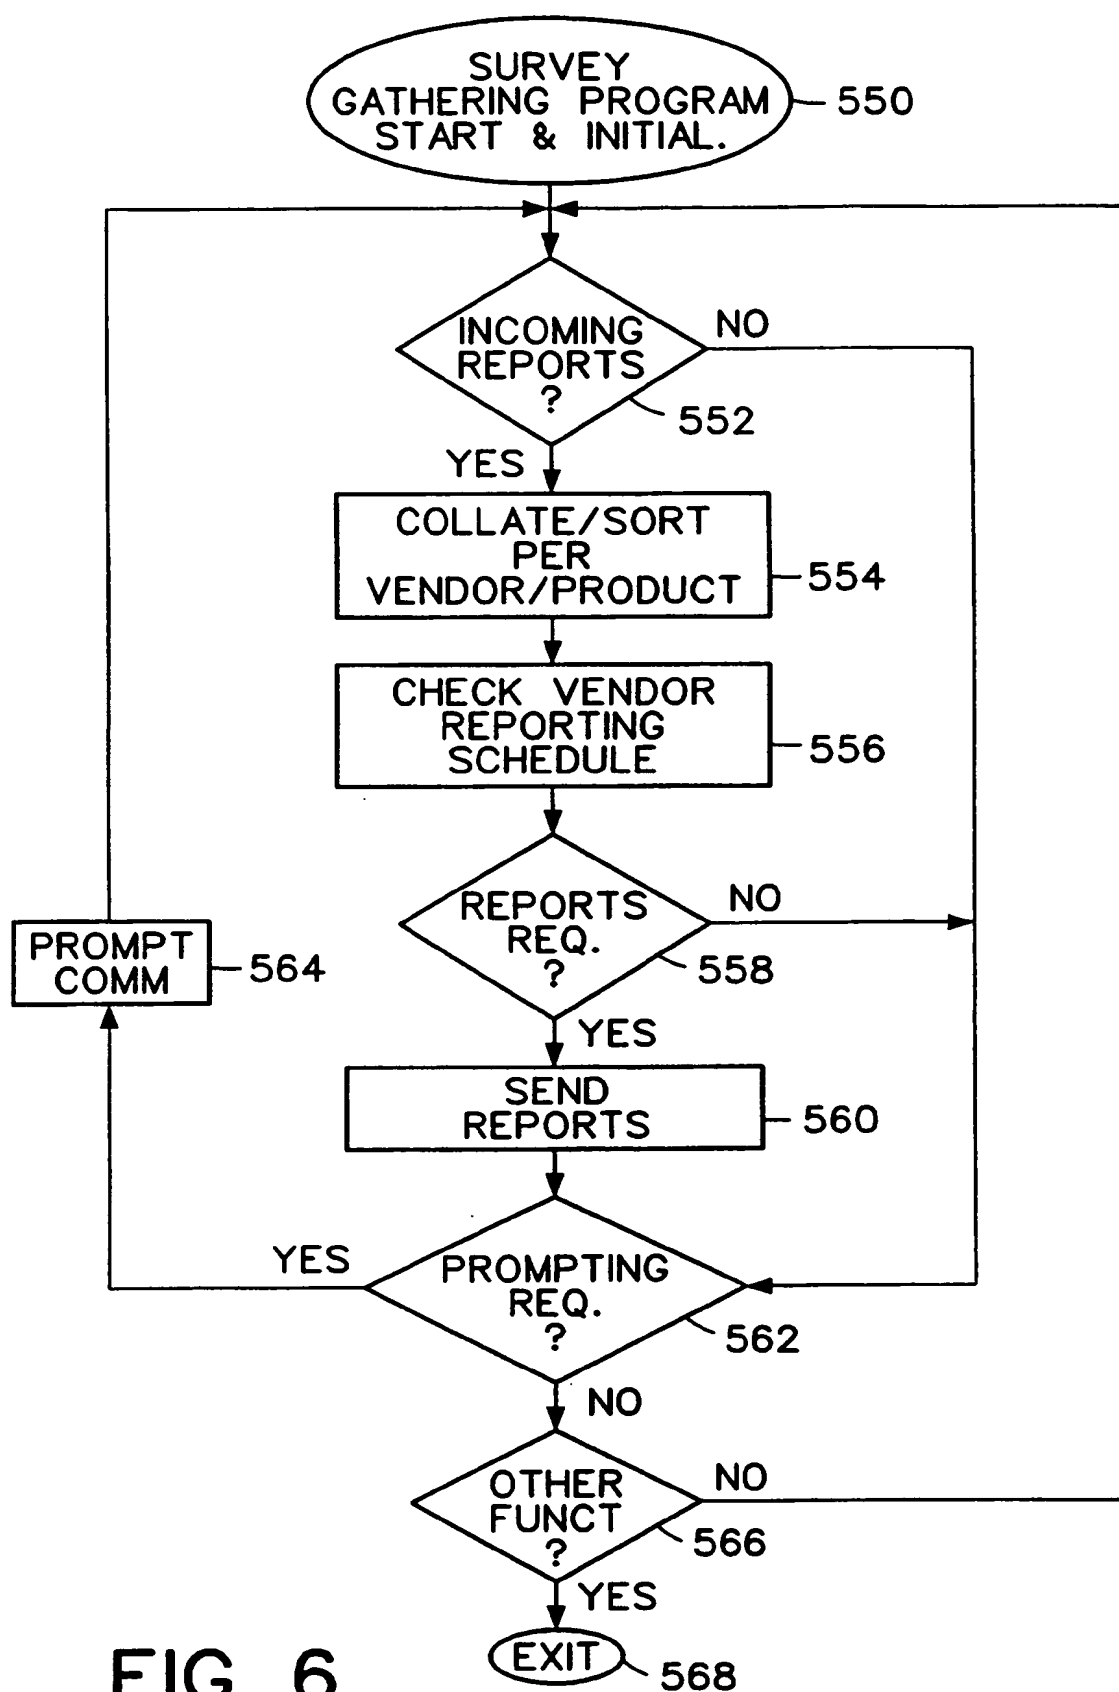 SURVEY
GATHERING PROGRAM
START & INITIAL.
550
INCOMING
REPORTS
?
NO
552
YES
COLLATE/SORT
PER
VENDOR/PRODUCT
554
CHECK VENDOR
REPORTING
SCHEDULE
556
REPORTS
REQ.
?
NO
558
PROMPT
COMM
564
YES
SEND
REPORTS
560
YES
PROMPTING
REQ.
?
562
NO
OTHER
FUNCT
?
NO
566
YES
EXIT
568
FIG. 6